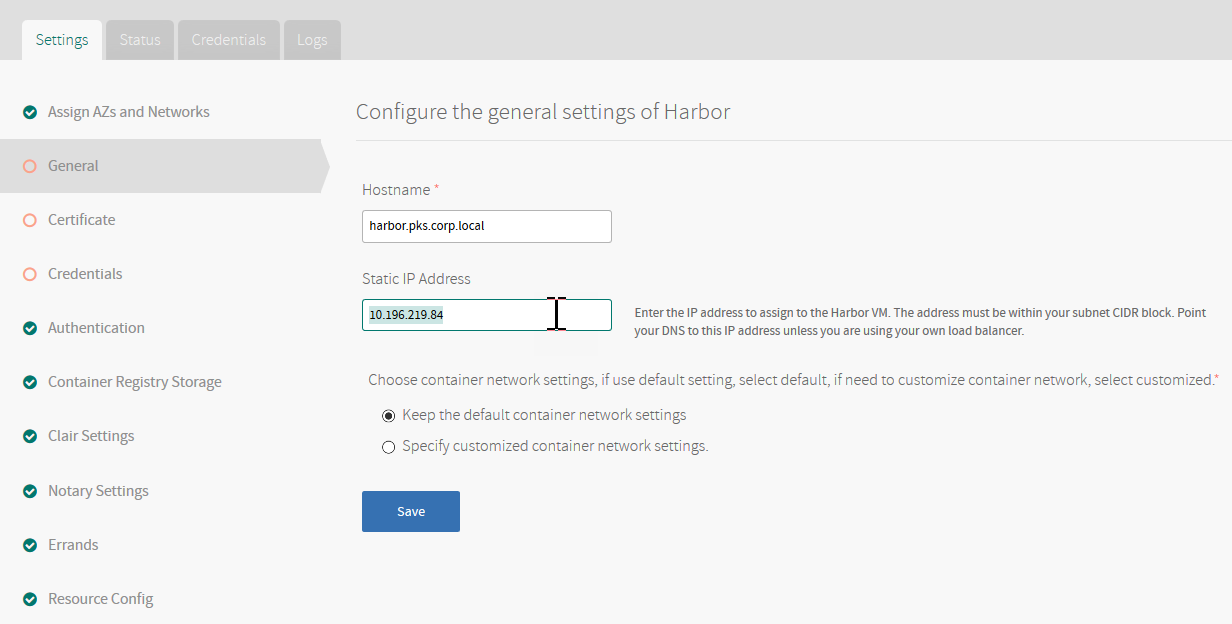 Settings
Status
Credentials
Logs
Assign AZs and Networks
General
Certificate
Credentials
Authentication
Container Registry Storage
Clair Settings
Notary Settings
Errands
Resource Config
Configure the general settings of Harbor
Hostname *
harbor.pks.corp.local
Static IP Address
10.196.219.84
Enter the IP address to assign to the Harbor VM. The address must be within your subnet CIDR block. Point
your DNS to this IP address unless you are using your own load balancer.
Choose container network settings, if use default setting, select default, if need to customize container network, select customized.*
Keep the default container network settings
Specify customized container network settings.
Save